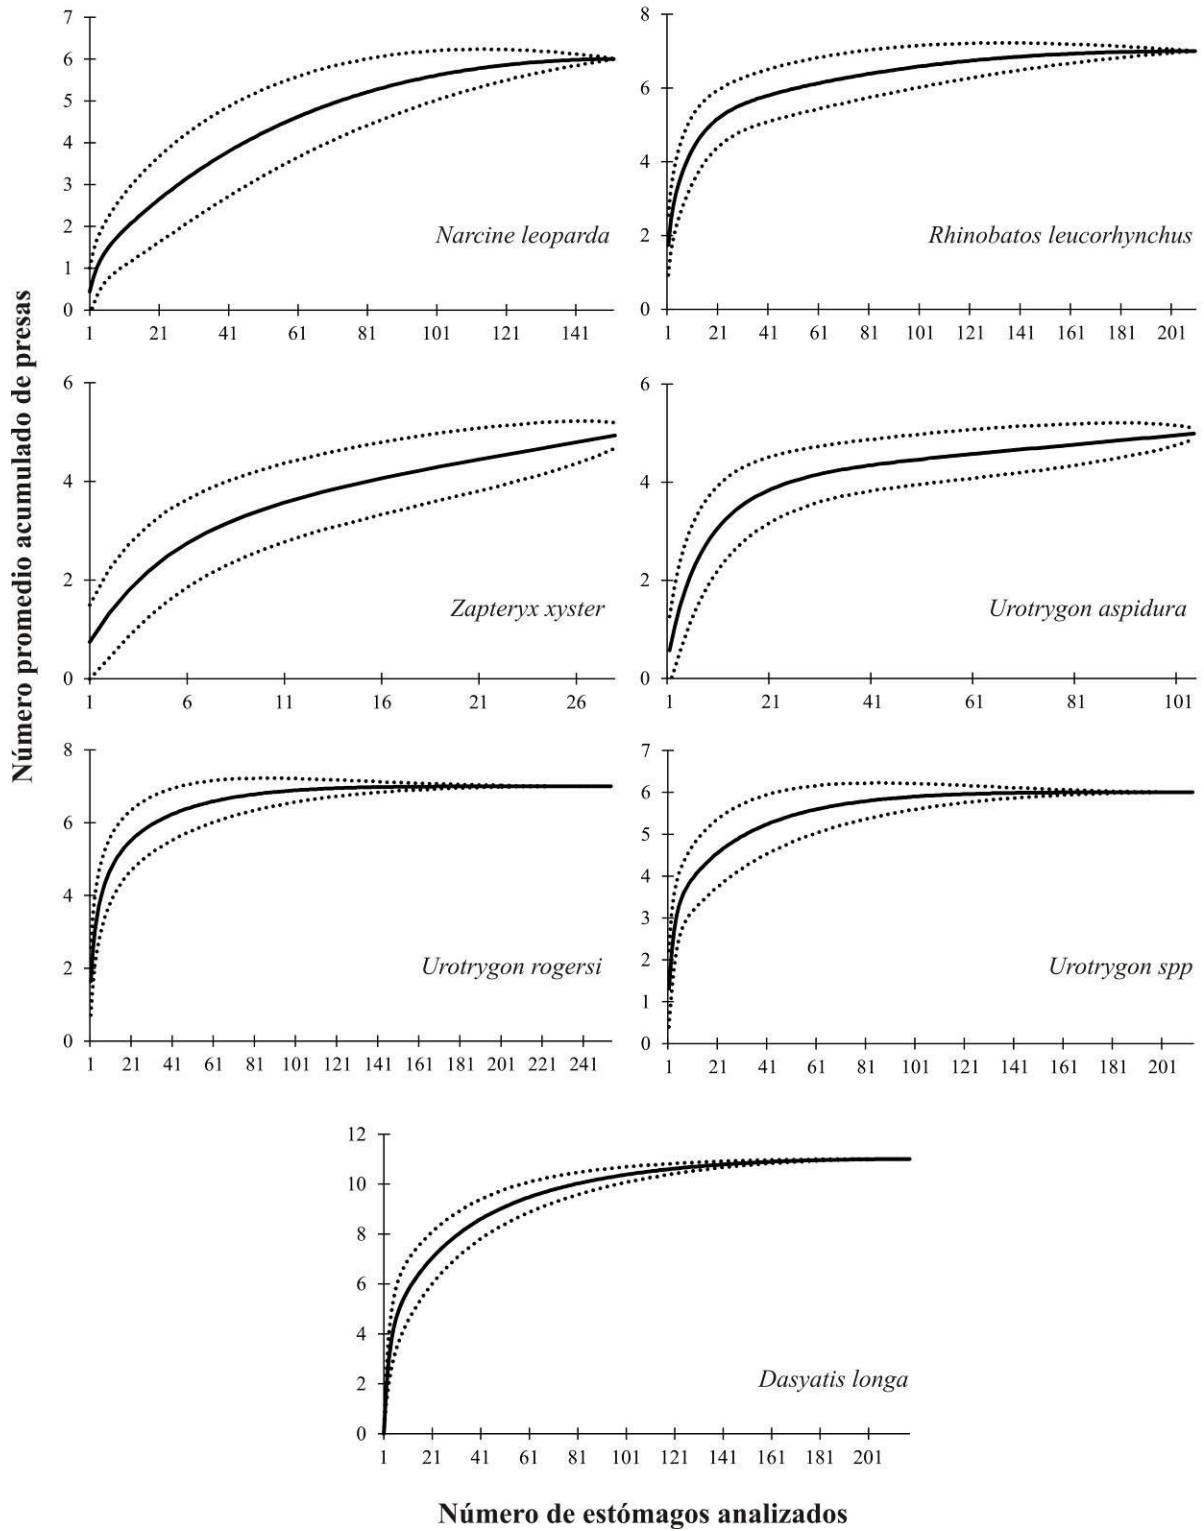 Número promedio acumulado de presas
7
6
5
4
3
2
1
0
1 21 41 61 81 101 121 141
Narcine leoparda
8
6
4
2
0
1 21 41 61 81 101 121 141 161 181 201
Rhinobatos leucorhynchus
6
4
2
0
1 6 11 16 21 26
Zapteryx xyster
6
4
2
0
1 21 41 61 81 101
Urotrygon aspidura
8
6
4
2
0
1 21 41 61 81 101 121 141 161 181 201 221 241
Urotrygon rogersi
7
6
5
4
3
2
1
0
1 21 41 61 81 101 121 141 161 181 201
Urotrygon spp
12
10
8
6
4
2
0
1 21 41 61 81 101 121 141 161 181 201
Dasyatis longa
Número de estómagos analizados